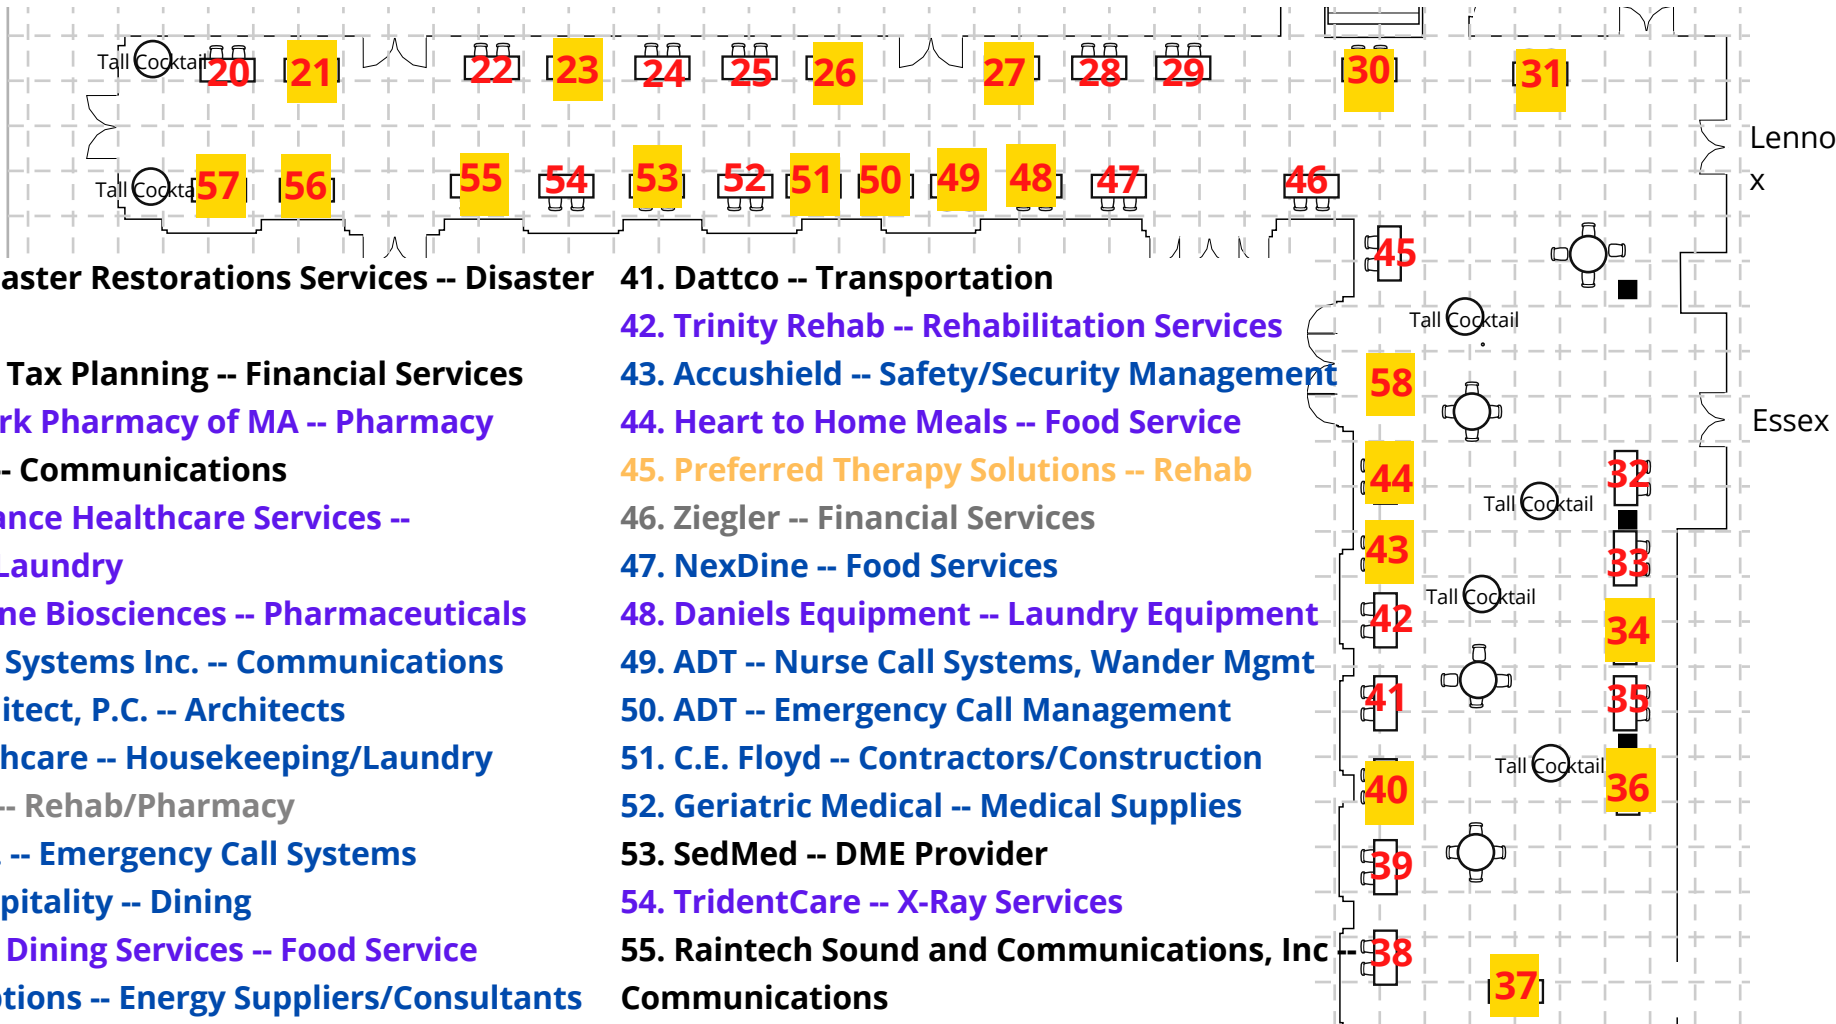 Tall Cocktail 20 21 22 23 24 25 26 27 28 29 30 31
Lenno
x
Tall Cockta 57 56 55 54 53 52 51 50 49 48 47 46
45
Tall Cocktail
58
Essex
44 32
Tall Cocktail
43 33
Tall Cocktail
42 34
41 35
Tall Cocktail
40 36
39
38
37
aster Restorations Services -- Disaster
Tax Planning -- Financial Services
rk Pharmacy of MA -- Pharmacy
-- Communications
ance Healthcare Services --
Laundry
ne Biosciences -- Pharmaceuticals
Systems Inc. -- Communications
itect, P.C. -- Architects
hcare -- Housekeeping/Laundry
-- Rehab/Pharmacy
-- Emergency Call Systems
pitality -- Dining
Dining Services -- Food Service
tions -- Energy Suppliers/Consultants
41. Dattco -- Transportation
42. Trinity Rehab -- Rehabilitation Services
43. Accushield -- Safety/Security Management
44. Heart to Home Meals -- Food Service
45. Preferred Therapy Solutions -- Rehab
46. Ziegler -- Financial Services
47. NexDine -- Food Services
48. Daniels Equipment -- Laundry Equipment
49. ADT -- Nurse Call Systems, Wander Mgmt
50. ADT -- Emergency Call Management
51. C.E. Floyd -- Contractors/Construction
52. Geriatric Medical -- Medical Supplies
53. SedMed -- DME Provider
54. TridentCare -- X-Ray Services
55. Raintech Sound and Communications, Inc --
Communications